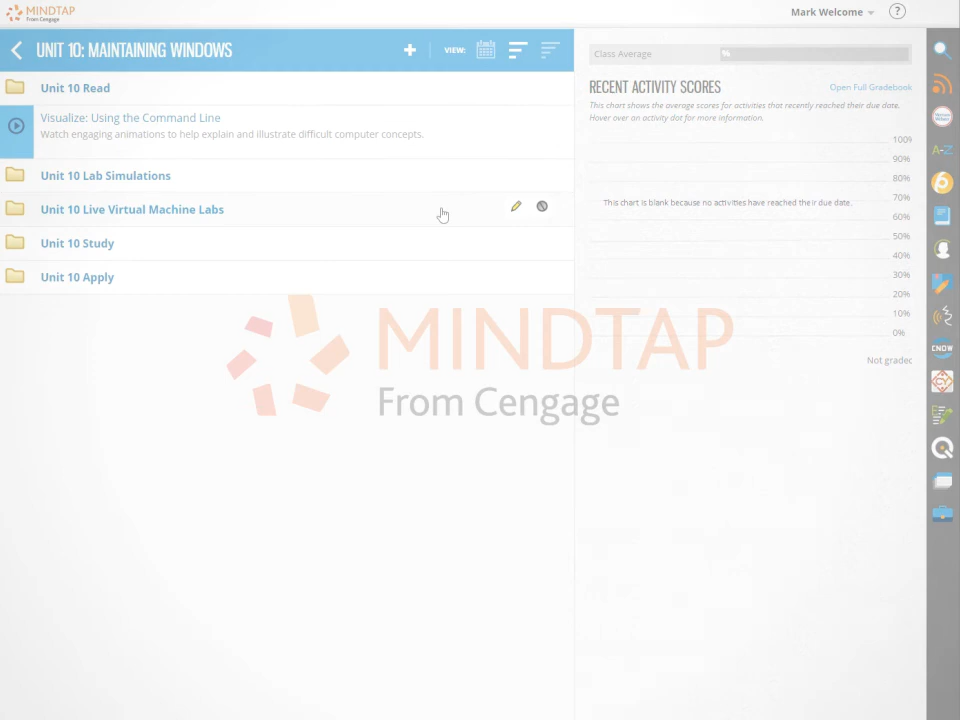 MINDTAP
From Cengage
Mark Welcome
?
UNIT 10: MAINTAINING WINDOWS
VIEW:
Unit 10 Read
Visualize: Using the Command Line
Watch engaging animations to help explain and illustrate difficult computer concepts.
Unit 10 Lab Simulations
Unit 10 Live Virtual Machine Labs
Unit 10 Study
Unit 10 Apply
Class Average
%
RECENT ACTIVITY SCORES
Open Full Gradebook
This chart shows the average scores for activities that recently reached their due date.
Hover over an activity dot for more information.
100%
90%
80%
70%
This chart is blank because no activities have reached their due date.
60%
50%
40%
30%
20%
10%
0%
Not graded
A-Z
CNOW
MINDTAP
From Cengage